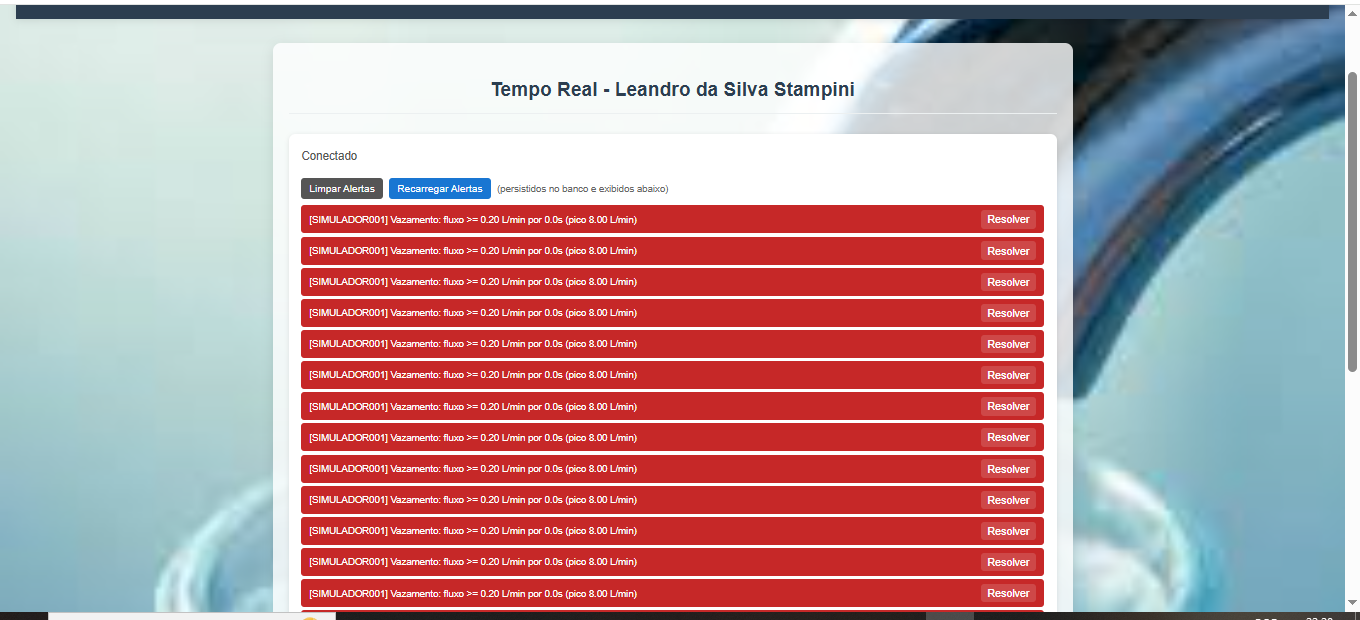 Tempo Real - Leandro da Silva Stampini
Conectado
Limpar Alertas Recarregar Alertas (persistidos no banco e exibidos abaixo)
[SIMULADOR001] Vazamento: fluxo >= 0.20 L/min por 0.0s (pico 8.00 L/min) Resolver
[SIMULADOR001] Vazamento: fluxo >= 0.20 L/min por 0.0s (pico 8.00 L/min) Resolver
[SIMULADOR001] Vazamento: fluxo >= 0.20 L/min por 0.0s (pico 8.00 L/min) Resolver
[SIMULADOR001] Vazamento: fluxo >= 0.20 L/min por 0.0s (pico 8.00 L/min) Resolver
[SIMULADOR001] Vazamento: fluxo >= 0.20 L/min por 0.0s (pico 8.00 L/min) Resolver
[SIMULADOR001] Vazamento: fluxo >= 0.20 L/min por 0.0s (pico 8.00 L/min) Resolver
[SIMULADOR001] Vazamento: fluxo >= 0.20 L/min por 0.0s (pico 8.00 L/min) Resolver
[SIMULADOR001] Vazamento: fluxo >= 0.20 L/min por 0.0s (pico 8.00 L/min) Resolver
[SIMULADOR001] Vazamento: fluxo >= 0.20 L/min por 0.0s (pico 8.00 L/min) Resolver
[SIMULADOR001] Vazamento: fluxo >= 0.20 L/min por 0.0s (pico 8.00 L/min) Resolver
[SIMULADOR001] Vazamento: fluxo >= 0.20 L/min por 0.0s (pico 8.00 L/min) Resolver
[SIMULADOR001] Vazamento: fluxo >= 0.20 L/min por 0.0s (pico 8.00 L/min) Resolver
[SIMULADOR001] Vazamento: fluxo >= 0.20 L/min por 0.0s (pico 8.00 L/min) Resolver